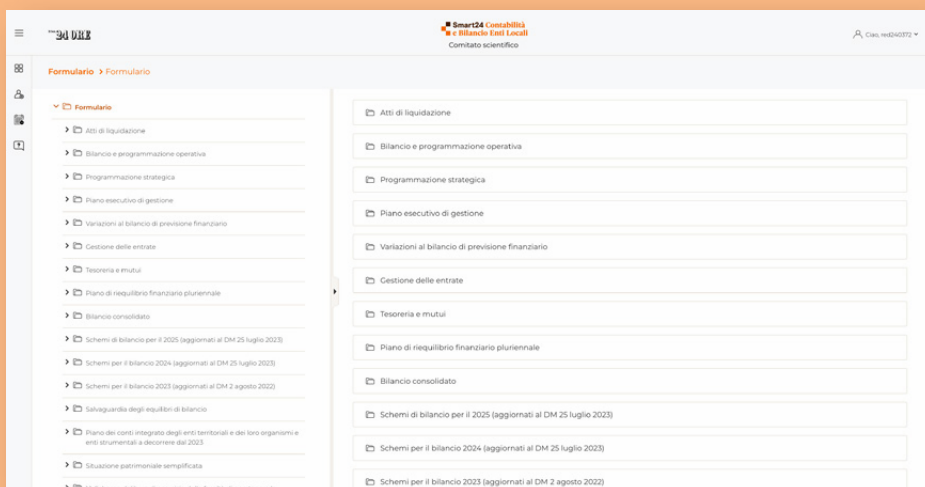 24 ORE
Smart24 Contabilità
e Bilancio Enti Locali
Comitato scientifico
Ciao, red240372
Formulario > Formulario
Formulario
Atti di liquidazione
Bilancio e programmazione operativa
Programmazione strategica
Piano esecutivo di gestione
Variazioni al bilancio di previsione finanziario
Gestione delle entrate
Tesoreria e mutui
Piano di riequilibrio finanziario pluriennale
Bilancio consolidato
Schemi di bilancio per il 2025 (aggiornati al DM 25 luglio 2023)
Schemi per il bilancio 2024 (aggiornati al DM 25 luglio 2023)
Schemi per il bilancio 2023 (aggiornati al DM 2 agosto 2022)
Salvaguardia degli equilibri di bilancio
Piano dei conti integrato degli enti territoriali e dei loro organismi e
enti strumentali a decorrere dal 2023
Situazione patrimoniale semplificata
Atti di liquidazione
Bilancio e programmazione operativa
Programmazione strategica
Piano esecutivo di gestione
Variazioni al bilancio di previsione finanziario
Gestione delle entrate
Tesoreria e mutui
Piano di riequilibrio finanziario pluriennale
Bilancio consolidato
Schemi di bilancio per il 2025 (aggiornati al DM 25 luglio 2023)
Schemi per il bilancio 2024 (aggiornati al DM 25 luglio 2023)
Schemi per il bilancio 2023 (aggiornati al DM 2 agosto 2022)